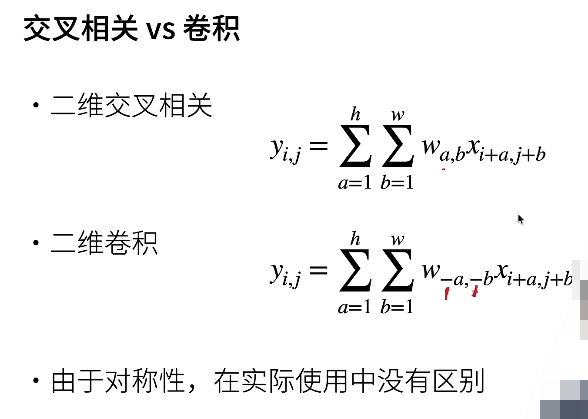 交叉相关 vs 卷积
• 二维交叉相关
y_{i,j} = \sum_{a=1}^{h} \sum_{b=1}^{w} w_{a,b} x_{i+a,j+b}
• 二维卷积
y_{i,j} = \sum_{a=1}^{h} \sum_{b=1}^{w} w_{-a,-b} x_{i+a,j+b}
• 由于对称性，在实际使用中没有区别